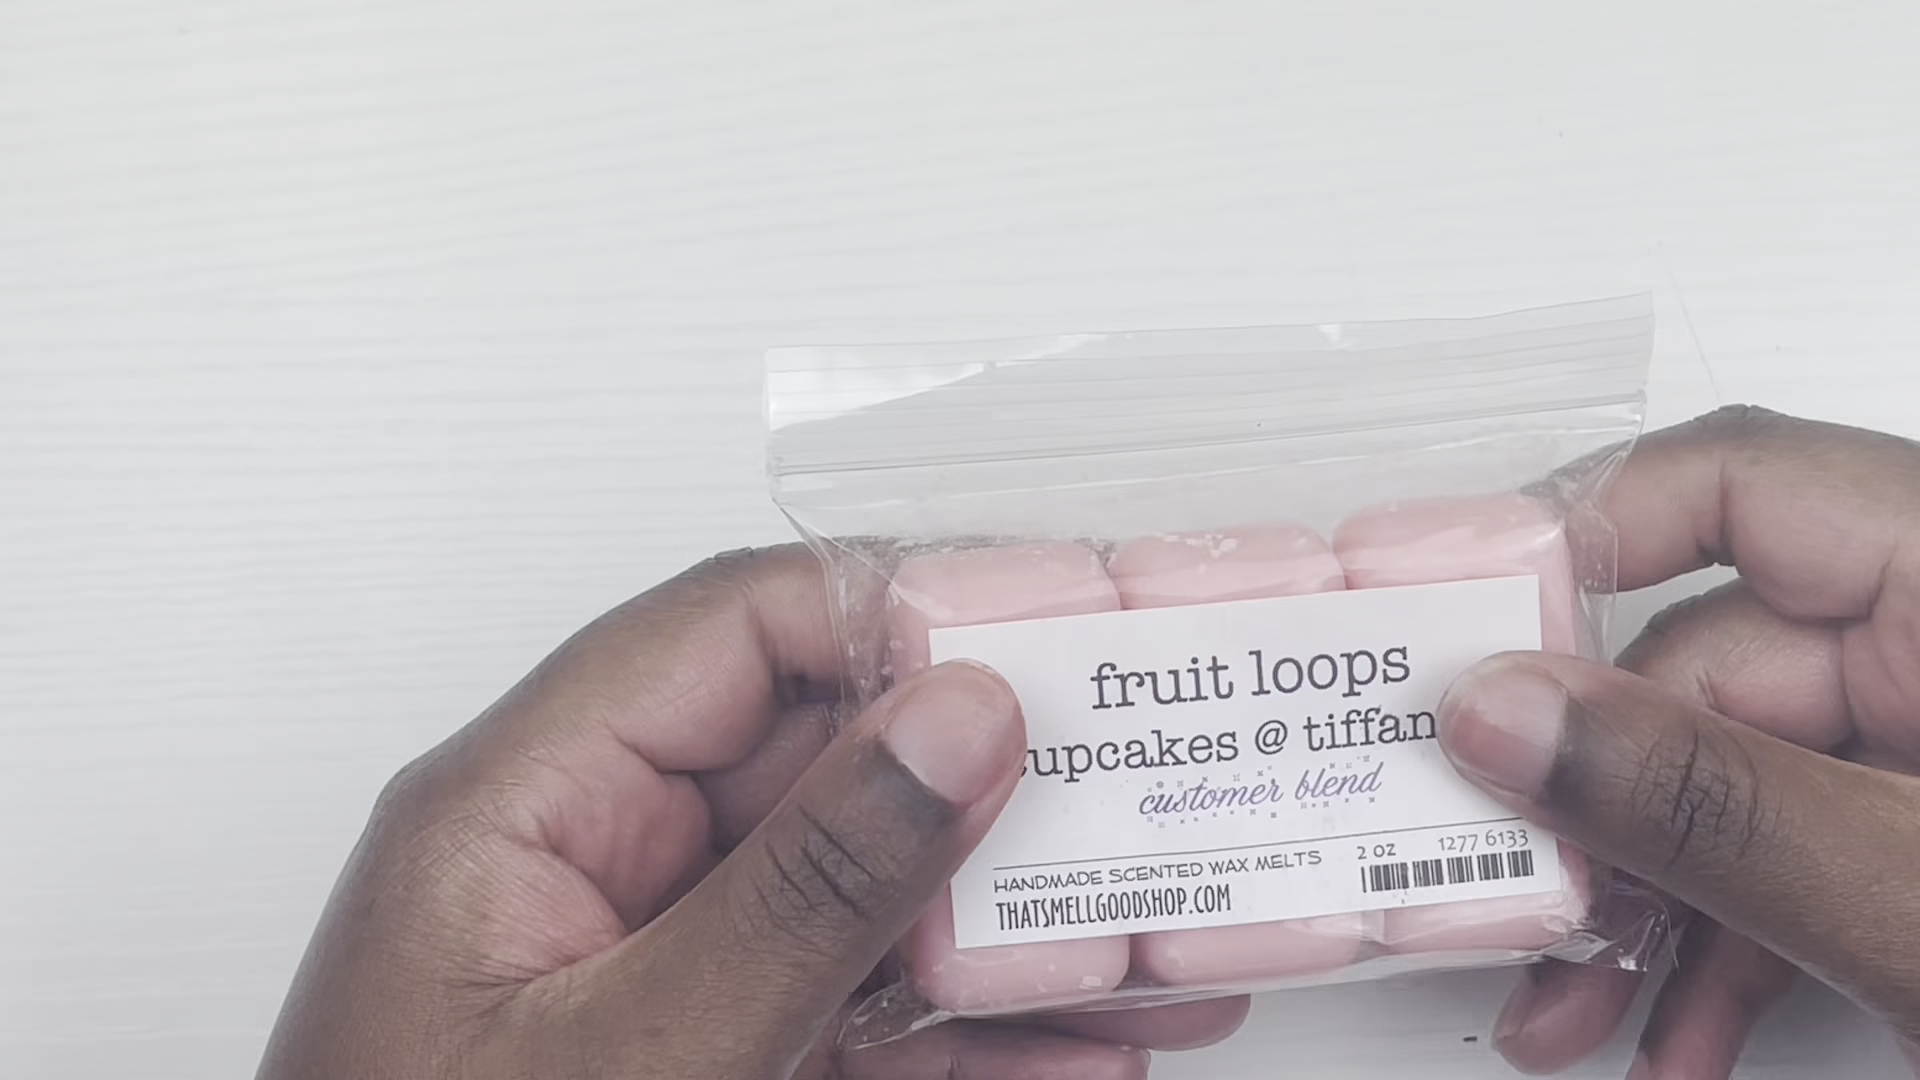 fruit loops
upcakes @ tiffan
customer blend
HANDMADE SCENTED WAX MELTS
THATSMELLGOODSHOP.COM
2 OZ
1277 6133